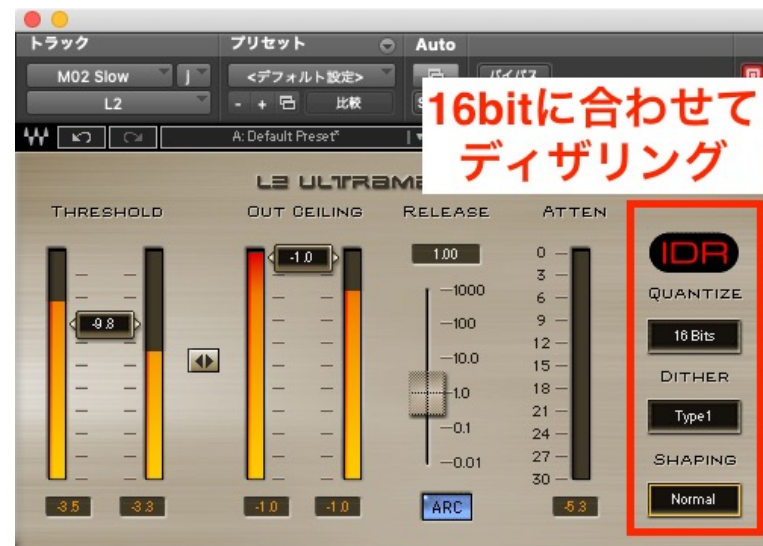 トラック
プリセット
Auto
M02 Slow
j
<デフォルト設定>
バイパス
L2
- +
比較
A: Default Preset*
16bitに合わせて
ディザリング
THRESHOLD
OUT CEILING
RELEASE
ATTEN
IDR
QUANTIZE
16 Bits
DITHER
Type1
SHAPING
Normal
-9.8
-1.0
1.00
1000
100
10.0
1.0
0.1
0.01
ARC
0
3
6
9
12
15
18
21
24
27
30
-3.5
-3.3
-1.0
-1.0
-5.3